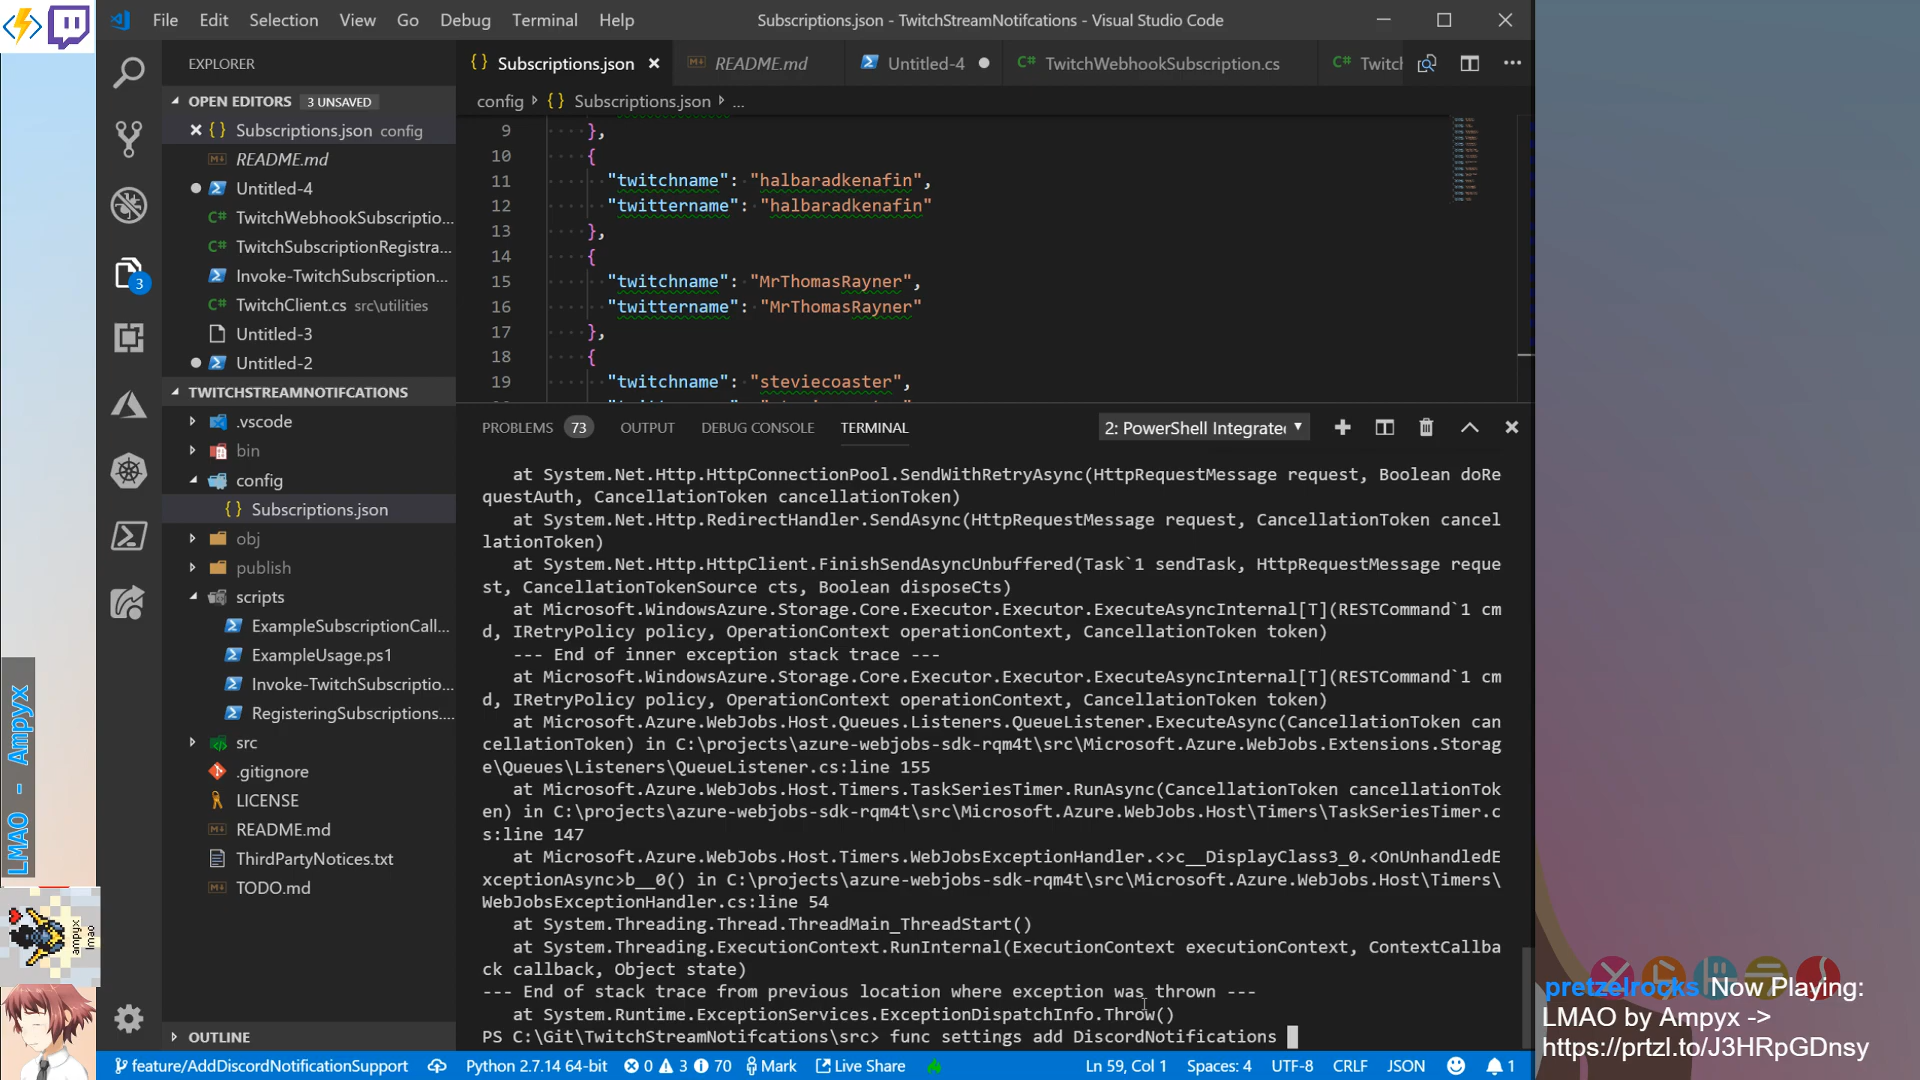 File Edit Selection View Go Debug Terminal Help Subscriptions.json - TwitchStreamNotifcations - Visual Studio Code
EXPLORER
OPEN EDITORS 3 UNSAVED
Subscriptions.json config
README.md
Untitled-4
TwitchWebhookSubscriptio...
TwitchSubscriptionRegistra...
Invoke-TwitchSubscription...
TwitchClient.cs src\utilities
Untitled-3
Untitled-2
3
TWITCHSTREAMNOTIFCATIONS
.vscode
bin
config
Subscriptions.json
obj
publish
scripts
ExampleSubscriptionCall...
ExampleUsage.ps1
Invoke-TwitchSubscriptio...
RegisteringSubscriptions....
src
.gitignore
LICENSE
README.md
ThirdPartyNotices.txt
TODO.md
OUTLINE
Subscriptions.json README.md Untitled-4 TwitchWebhookSubscription.cs Twitch
config Subscriptions.json ...
9 },
10 {
11 "twitchname": "halbaradkenafin",
12 "twittername": "halbaradkenafin"
13 },
14 {
15 "twitchname": "MrThomasRayner",
16 "twittername": "MrThomasRayner"
17 },
18 {
19 "twitchname": "steviecoaster",
PROBLEMS 73 OUTPUT DEBUG CONSOLE TERMINAL 2: PowerShell Integrated
at System.Net.Http.HttpConnectionPool.SendWithRetryAsync(HttpRequestMessage request, Boolean doRe
questAuth, CancellationToken cancellationToken)
at System.Net.Http.RedirectHandler.SendAsync(HttpRequestMessage request, CancellationToken cancel
lationToken)
at System.Net.Http.HttpClient.FinishSendAsyncUnbuffered(Task`1 sendTask, HttpRequestMessage reque
st, CancellationTokenSource cts, Boolean disposeCts)
at Microsoft.WindowsAzure.Storage.Core.Executor.Executor.ExecuteAsyncInternal[T](RESTCommand`1 cm
d, IRetryPolicy policy, OperationContext operationContext, CancellationToken token)
--- End of inner exception stack trace ---
at Microsoft.WindowsAzure.Storage.Core.Executor.Executor.ExecuteAsyncInternal[T](RESTCommand`1 cm
d, IRetryPolicy policy, OperationContext operationContext, CancellationToken token)
at Microsoft.Azure.WebJobs.Host.Queues.Listeners.QueueListener.ExecuteAsync(CancellationToken can
cellationToken) in C:\projects\azure-webjobs-sdk-rqm4t\src\Microsoft.Azure.WebJobs.Extensions.Storag
e\Queues\Listeners\QueueListener.cs:line 155
at Microsoft.Azure.WebJobs.Host.Timers.TaskSeriesTimer.RunAsync(CancellationToken cancellationTok
en) in C:\projects\azure-webjobs-sdk-rqm4t\src\Microsoft.Azure.WebJobs.Host\Timers\TaskSeriesTimer.c
s:line 147
at Microsoft.Azure.WebJobs.Host.Timers.WebJobsExceptionHandler.<>c__DisplayClass3_0.<OnUnhandledE
xceptionAsync>b__0() in C:\projects\azure-webjobs-sdk-rqm4t\src\Microsoft.Azure.WebJobs.Host\Timers\
WebJobsExceptionHandler.cs:line 54
at System.Threading.Thread.ThreadMain_ThreadStart()
at System.Threading.ExecutionContext.RunInternal(ExecutionContext executionContext, ContextCallba
ck callback, Object state)
--- End of stack trace from previous location where exception was thrown ---
at System.Runtime.ExceptionServices.ExceptionDispatchInfo.Throw()
PS C:\Git\TwitchStreamNotifcations\src> func settings add DiscordNotifications
feature/AddDiscordNotificationSupport Python 2.7.14 64-bit 0 3 70 Mark Live Share Ln 59, Col 1 Spaces: 4 UTF-8 CRLF JSON 1
LMAO - Ampyx
ampyx
lmao
pretzelrocks Now Playing:
LMAO by Ampyx ->
https://prtzl.to/J3HRpGDnsy